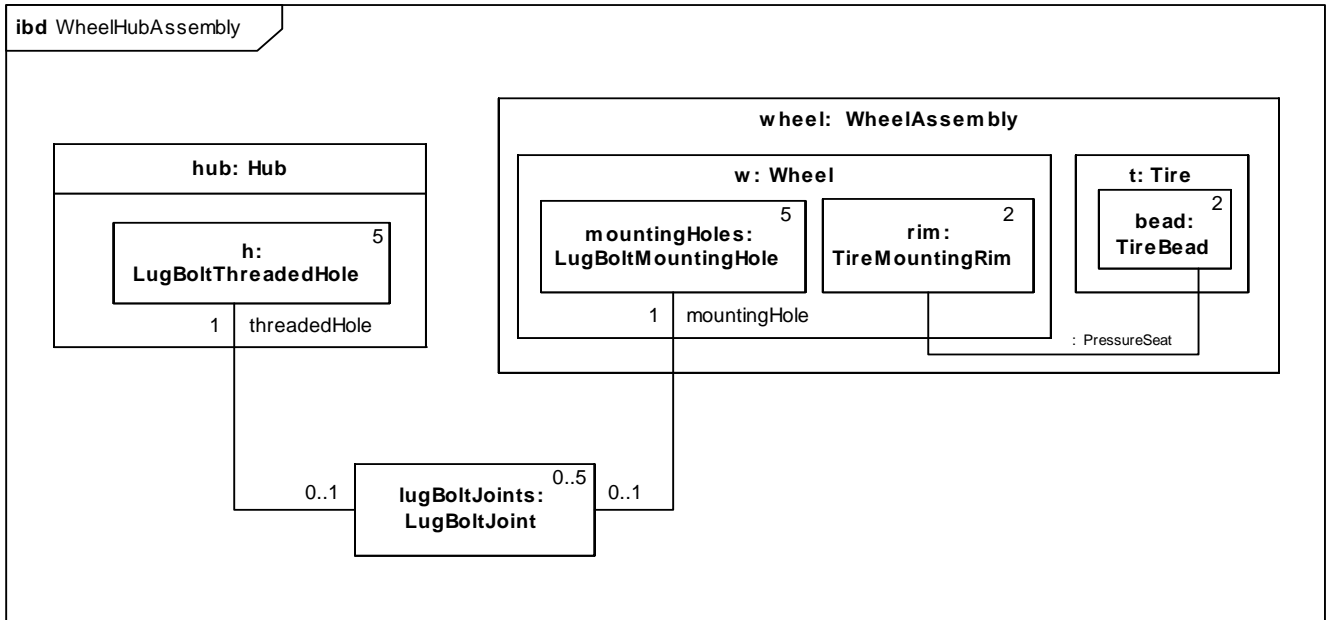 ibd WheelHubAssembly
wheel: WheelAssembly
hub: Hub
w: Wheel
t: Tire
5
h:
LugBoltThreadedHole
5
mountingHoles:
LugBoltMountingHole
2
rim:
TireMountingRim
2
bead:
TireBead
1 threadedHole
1 mountingHole
: PressureSeat
0..1
0..5
lugBoltJoints:
LugBoltJoint
0..1